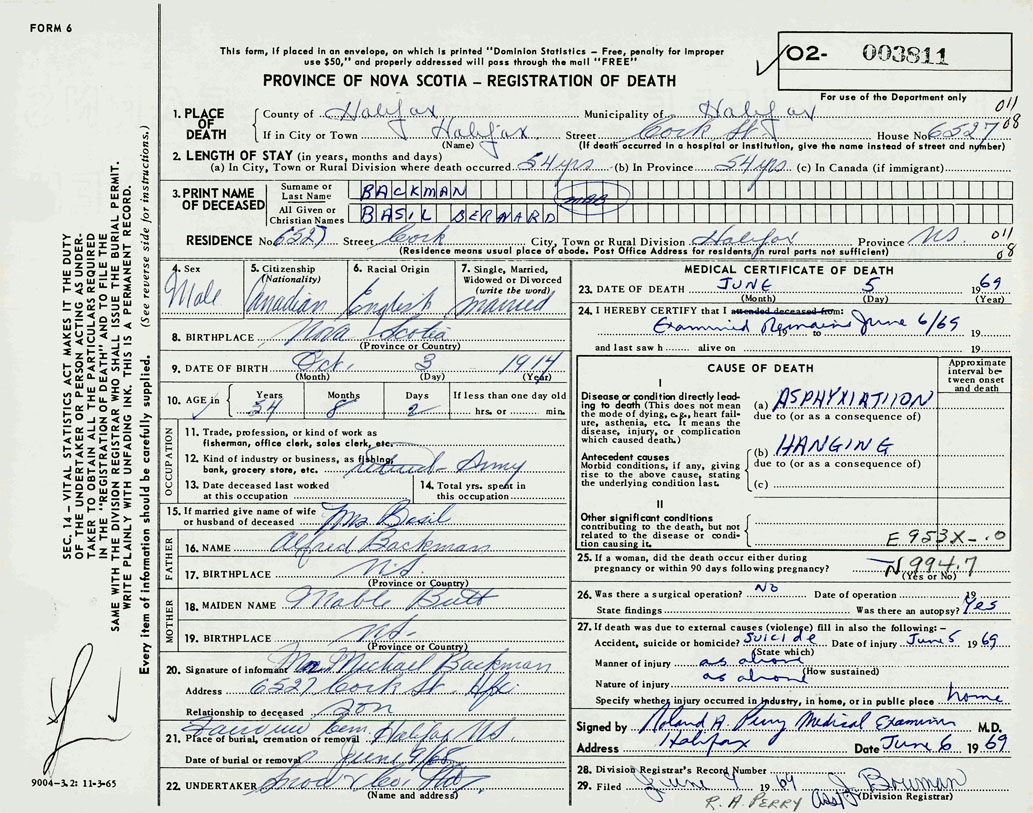 FORM 6
This form, if placed in an envelope, on which is printed "Dominion Statistics – Free, penalty for improper
use $50," and properly addressed will pass through the mail "FREE"
PROVINCE OF NOVA SCOTIA – REGISTRATION OF DEATH
02- 003811
For use of the Department only
011
08
1. PLACE OF DEATH
County of Halifax Municipality of Halifax
If in City or Town Halifax Street Cork St House No 6527
(Name) (If death occurred in a hospital or Institution, give the name instead of street and number)
2. LENGTH OF STAY (in years, months and days)
(a) In City, Town or Rural Division where death occurred 54 yrs (b) In Province 54 yrs (c) In Canada (if immigrant)
3. PRINT NAME OF DECEASED
Surname or Last Name BACKMAN
All Given or Christian Names BASIL BERNARD
RESIDENCE No 6527 Street Cork City, Town or Rural Division Halifax Province NS 011
(Residence means usual place of abode. Post Office Address for residents in rural parts not sufficient) 08
4. Sex Male
5. Citizenship (Nationality) Canadian
6. Racial Origin English
7. Single, Married, Widowed or Divorced (write the word) married
8. BIRTHPLACE Nova Scotia
(Province or Country)
9. DATE OF BIRTH Oct. 3 1914
(Month) (Day) (Year)
10. AGE in Years 54 Months 8 Days 2 If less than one day old hrs. or min.
OCCUPATION
11. Trade, profession, or kind of work as
fisherman, office clerk, sales clerk, etc.
12. Kind of industry or business, as fishing,
bank, grocery store, etc. retired - Army
13. Date deceased last worked
at this occupation
14. Total yrs. spent in
this occupation
15. If married give name of wife
or husband of deceased Mrs Basil
FATHER
16. NAME Alfred Backman
17. BIRTHPLACE N.S.
(Province or Country)
MOTHER
18. MAIDEN NAME Mable Butt
19. BIRTHPLACE NS-
(Province or Country)
20. Signature of informant Michael Backman
Address 6527 Cork St. Hfx
Relationship to deceased son
21. Place of burial, cremation or removal Fairview Cem. Halifax NS.
Date of burial or removal June 9/65
22. UNDERTAKER Snow & Co.
(Name and address)
MEDICAL CERTIFICATE OF DEATH
23. DATE OF DEATH JUNE 5 1969
(Month) (Day) (Year)
24. I HEREBY CERTIFY that I attended deceased from:
Examined Remains June 6/69 19
and last saw h alive on 19
CAUSE OF DEATH
Approximate interval between onset and death
I
Disease or condition directly leading to death (This does not mean the mode of dying, e.g., heart failure, asthenia, etc. It means the disease, injury, or complication which caused death.)
(a) ASPHYXIATIION
due to (or as a consequence of)
Antecedent causes
Morbid conditions, if any, giving rise to the above cause, stating the underlying condition last.
(b) HANGING
due to (or as a consequence of)
(c)
II
Other significant conditions
contributing to the death, but not related to the disease or condition causing it.
E953X-.0
25. If a woman, did the death occur either during
pregnancy or within 90 days following pregnancy? N994.7
(Yes or No)
26. Was there a surgical operation? NO Date of operation 19
State findings Was there an autopsy? Yes
27. If death was due to external causes (violence) fill in also the following: –
Accident, suicide or homicide? Suicide Date of injury June 5 1969
(State which)
Manner of injury as above
(How sustained)
Nature of injury as above
Specify whether injury occurred in industry, in home, or in public place home
Signed by Roland A. Perry Medical Examiner M.D.
Address Halifax Date June 6 1969
28. Division Registrar's Record Number
29. Filed June 9 1969 J. Bowman
(Division Registrar)
R. A. PERRY
SEC. 14 – VITAL STATISTICS ACT MAKES IT THE DUTY
OF THE UNDERTAKER OR PERSON ACTING AS UNDER-
TAKER TO OBTAIN ALL THE PARTICULARS REQUIRED
IN THE "REGISTRATION OF DEATH" AND TO FILE THE
SAME WITH THE DIVISION REGISTRAR WHO SHALL ISSUE THE BURIAL PERMIT.
WRITE PLAINLY WITH UNFADING INK. THIS IS A PERMANENT RECORD.
Every item of information should be carefully supplied. (See reverse side for instructions.)
9004-3.2: 11-3-65